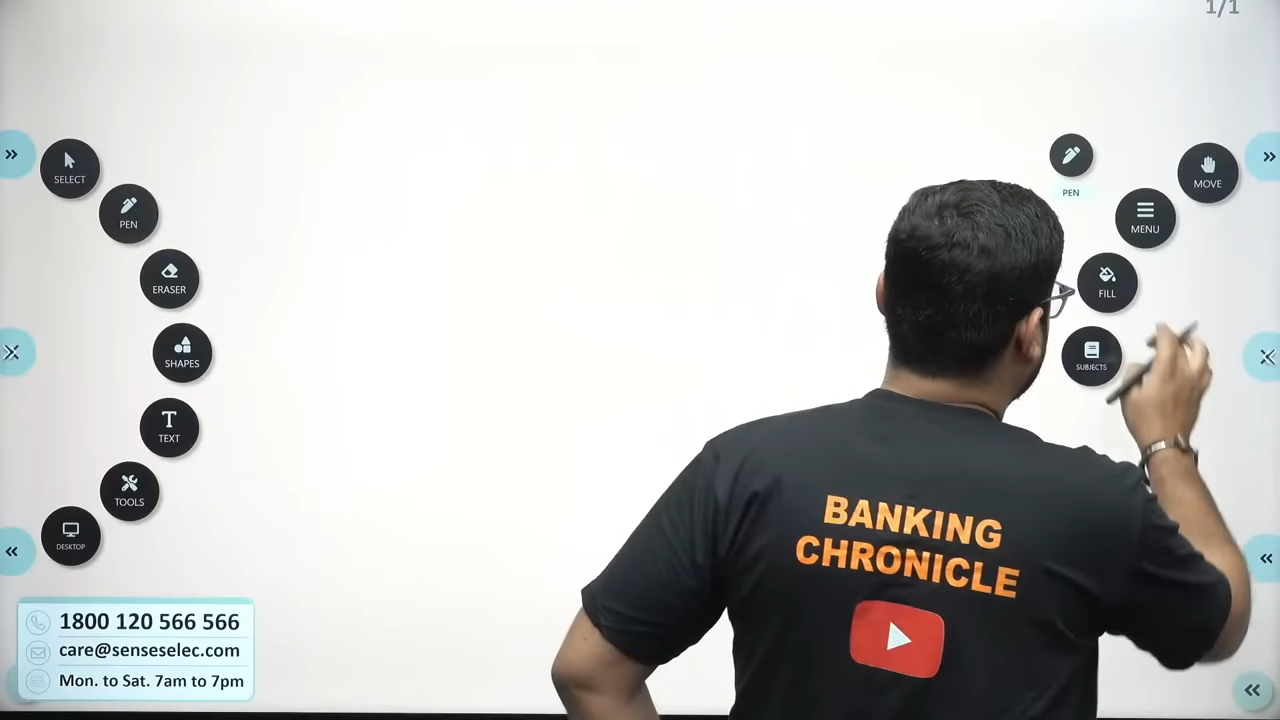 1/1
SELECT
PEN
ERASER
SHAPES
TEXT
TOOLS
DESKTOP
PEN
MOVE
MENU
FILL
SUBJECTS
BANKING
CHRONICLE
1800 120 566 566
care@senseselec.com
Mon. to Sat. 7am to 7pm